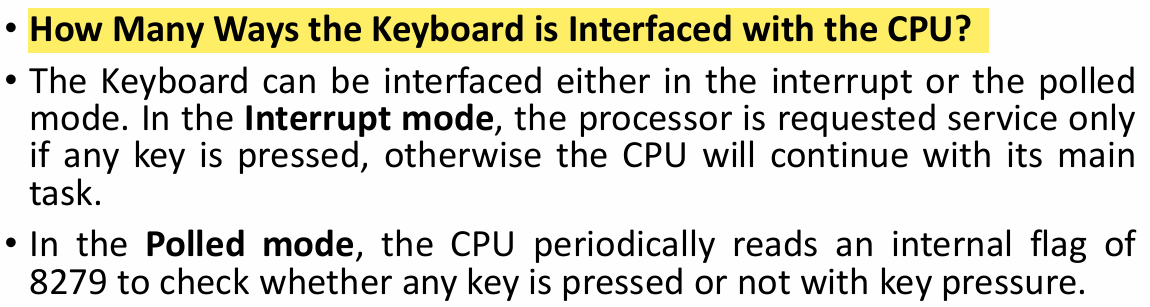 • How Many Ways the Keyboard is Interfaced with the CPU?
• The Keyboard can be interfaced either in the interrupt or the polled
mode. In the Interrupt mode, the processor is requested service only
if any key is pressed, otherwise the CPU will continue with its main
task.
• In the Polled mode, the CPU periodically reads an internal flag of
8279 to check whether any key is pressed or not with key pressure.